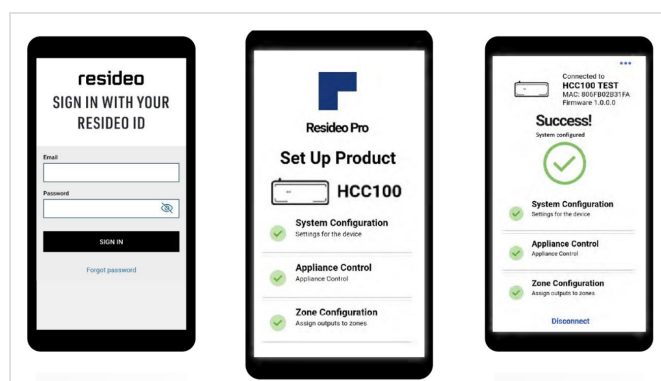 resideo
SIGN IN WITH YOUR
RESIDEO ID
Email
Password
SIGN IN
Forgot password
Resideo Pro
Set Up Product
HCC100
System Configuration
Settings for the device
Appliance Control
Appliance Control
Zone Configuration
Assign outputs to zones
Connected to
HCC100 TEST
MAC: 806FB02B31FA
Firmware 1.0.0.0
Success!
System configured
System Configuration
Settings for the device
Appliance Control
Appliance Control
Zone Configuration
Assign outputs to zones
Disconnect